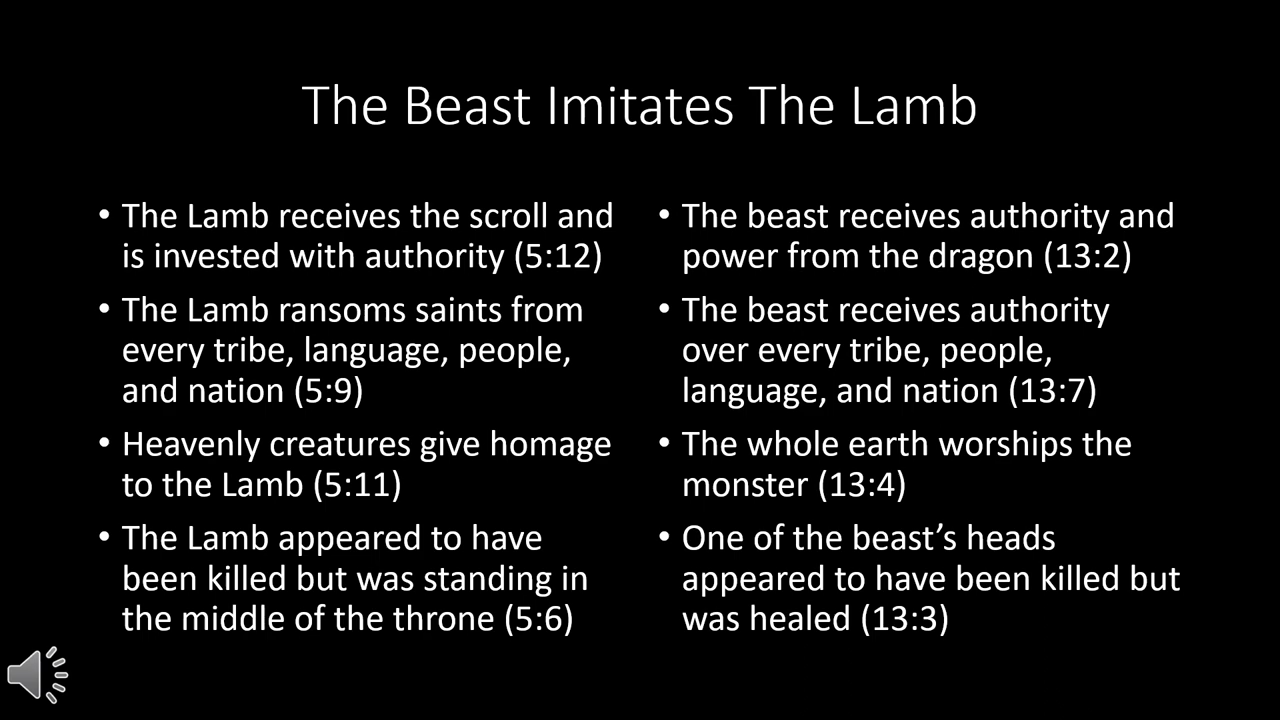 The Beast Imitates The Lamb
• The Lamb receives the scroll and
is invested with authority (5:12)
• The Lamb ransoms saints from
every tribe, language, people,
and nation (5:9)
• Heavenly creatures give homage
to the Lamb (5:11)
• The Lamb appeared to have
been killed but was standing in
the middle of the throne (5:6)
• The beast receives authority and
power from the dragon (13:2)
• The beast receives authority
over every tribe, people,
language, and nation (13:7)
• The whole earth worships the
monster (13:4)
• One of the beast’s heads
appeared to have been killed but
was healed (13:3)